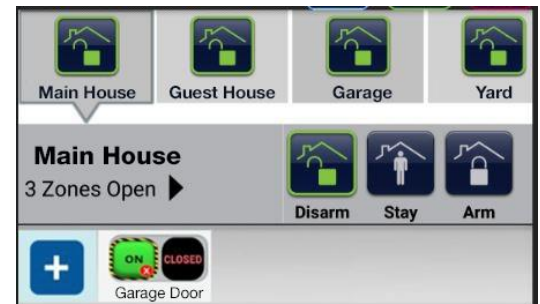 Main House Guest House Garage Yard
Main House
3 Zones Open
Disarm Stay Arm
ON CLOSED
Garage Door